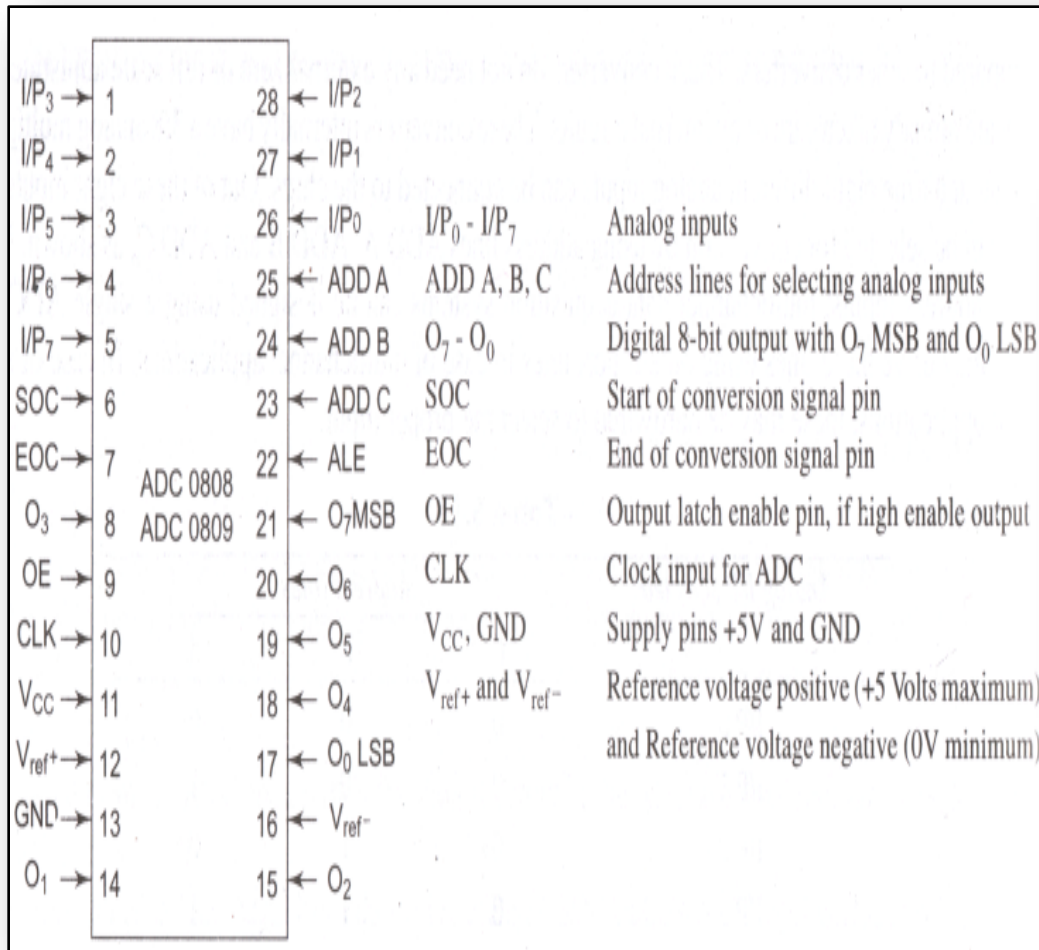 I/P3 1 28 I/P2
I/P4 2 27 I/P1
I/P5 3 26 I/P0 I/P0 - I/P7 Analog inputs
I/P6 4 25 ADD A ADD A, B, C Address lines for selecting analog inputs
I/P7 5 24 ADD B O7 - O0 Digital 8-bit output with O7 MSB and O0 LSB
SOC 6 23 ADD C SOC Start of conversion signal pin
EOC 7 22 ALE EOC End of conversion signal pin
ADC 0808
O3 8 ADC 0809 21 O7MSB OE Output latch enable pin, if high enable output
OE 9 20 O6 CLK Clock input for ADC
CLK 10 19 O5 VCC, GND Supply pins +5V and GND
VCC 11 18 O4 Vref+ and Vref- Reference voltage positive (+5 Volts maximum)
Vref+ 12 17 O0 LSB and Reference voltage negative (0V minimum)
GND 13 16 Vref-
O1 14 15 O2